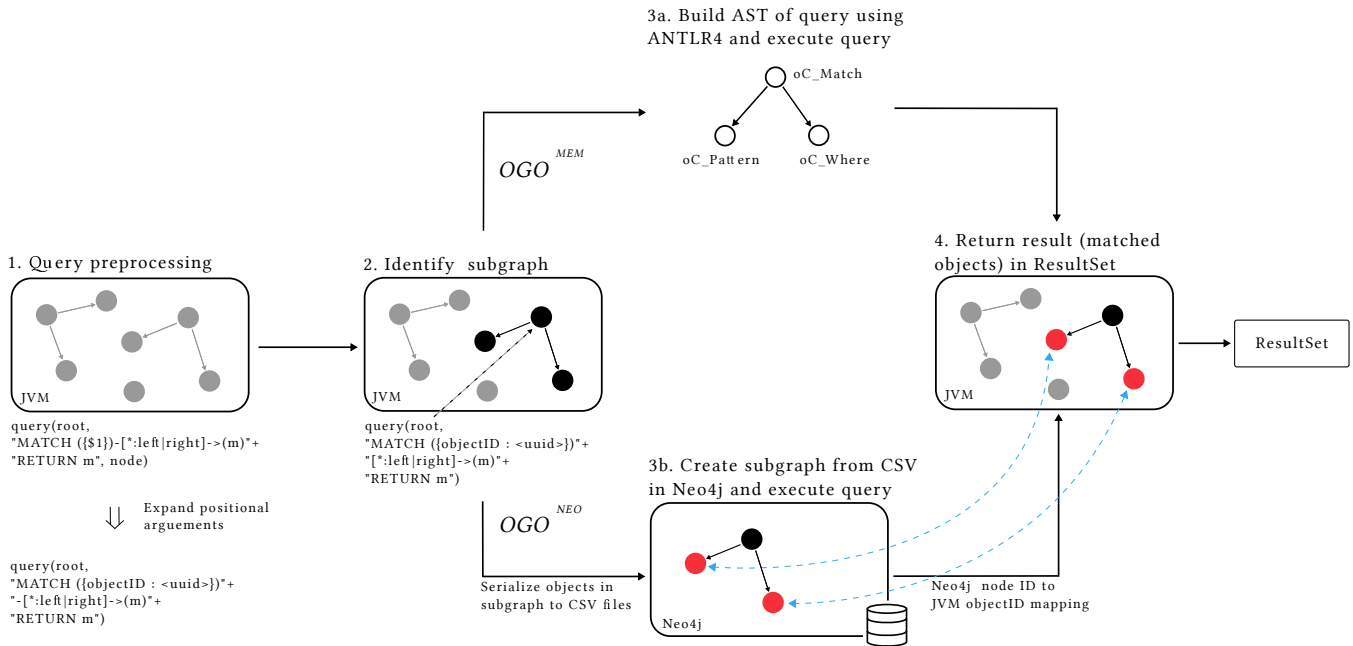 3a. Build AST of query using
ANTLR4 and execute query
oC_Match
oC_Pattern
oC_Where
OGO MEM
1. Query preprocessing
JVM
query(root,
"MATCH ({$1})-[*:left|right]->(m)"+
"RETURN m", node)
Expand positional
arguements
query(root,
"MATCH ({objectID : <uuid>})"+
"-[*:left|right]->(m)"+
"RETURN m")
2. Identify subgraph
JVM
query(root,
"MATCH ({objectID : <uuid>})"+
"[*:left|right]->(m)"+
"RETURN m")
OGO NEO
Serialize objects in
subgraph to CSV files
3b. Create subgraph from CSV
in Neo4j and execute query
Neo4j
Neo4j node ID to
JVM objectID mapping
4. Return result (matched
objects) in ResultSet
JVM
ResultSet